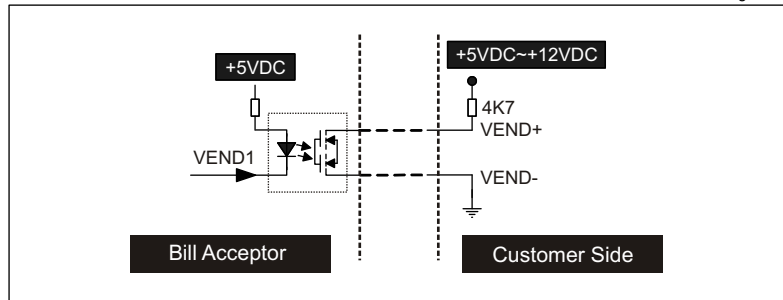 +5VDC
+5VDC~+12VDC
4K7
VEND+
VEND1
VEND-
Bill Acceptor
Customer Side